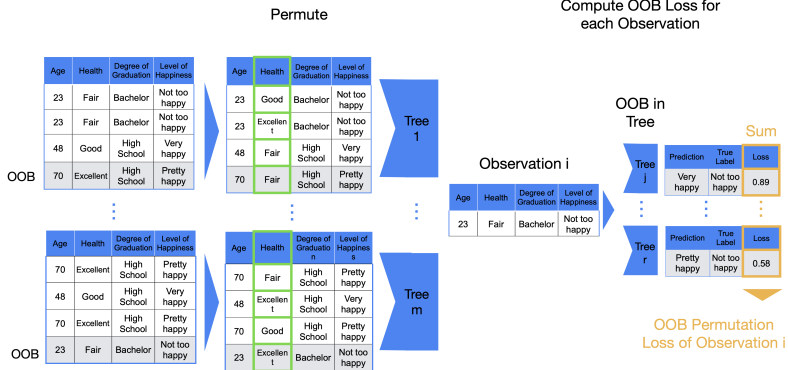 Permute
Compute OOB Loss for
each Observation
Age Health Degree of Graduation Level of Happiness
23 Fair Bachelor Not too happy
23 Fair Bachelor Not too happy
48 Good High School Very happy
70 Excellent High School Pretty happy
OOB
Age Health Degree of Graduation Level of Happiness
23 Good Bachelor Not too happy
23 Excellen t Bachelor Not too happy
48 Fair High School Very happy
70 Fair High School Pretty happy
Tree
1
Age Health Degree of Graduation Level of Happiness
70 Excellent High School Pretty happy
48 Good High School Very happy
70 Excellent High School Pretty happy
23 Fair Bachelor Not too happy
OOB
Age Health Degree of Graduatio n Level of Happines s
70 Fair High School Pretty happy
48 Excellen t High School Very happy
70 Good High School Pretty happy
23 Excellen t Bachelor Not too happy
Tree
m
Observation i
Age Health Degree of Graduation Level of Happiness
23 Fair Bachelor Not too happy
OOB in
Tree
Sum
Tree
j
Prediction True Label Loss
Very happy Not too happy 0.89
Tree
r
Prediction True Label Loss
Pretty happy Not too happy 0.58
OOB Permutation
Loss of Observation i